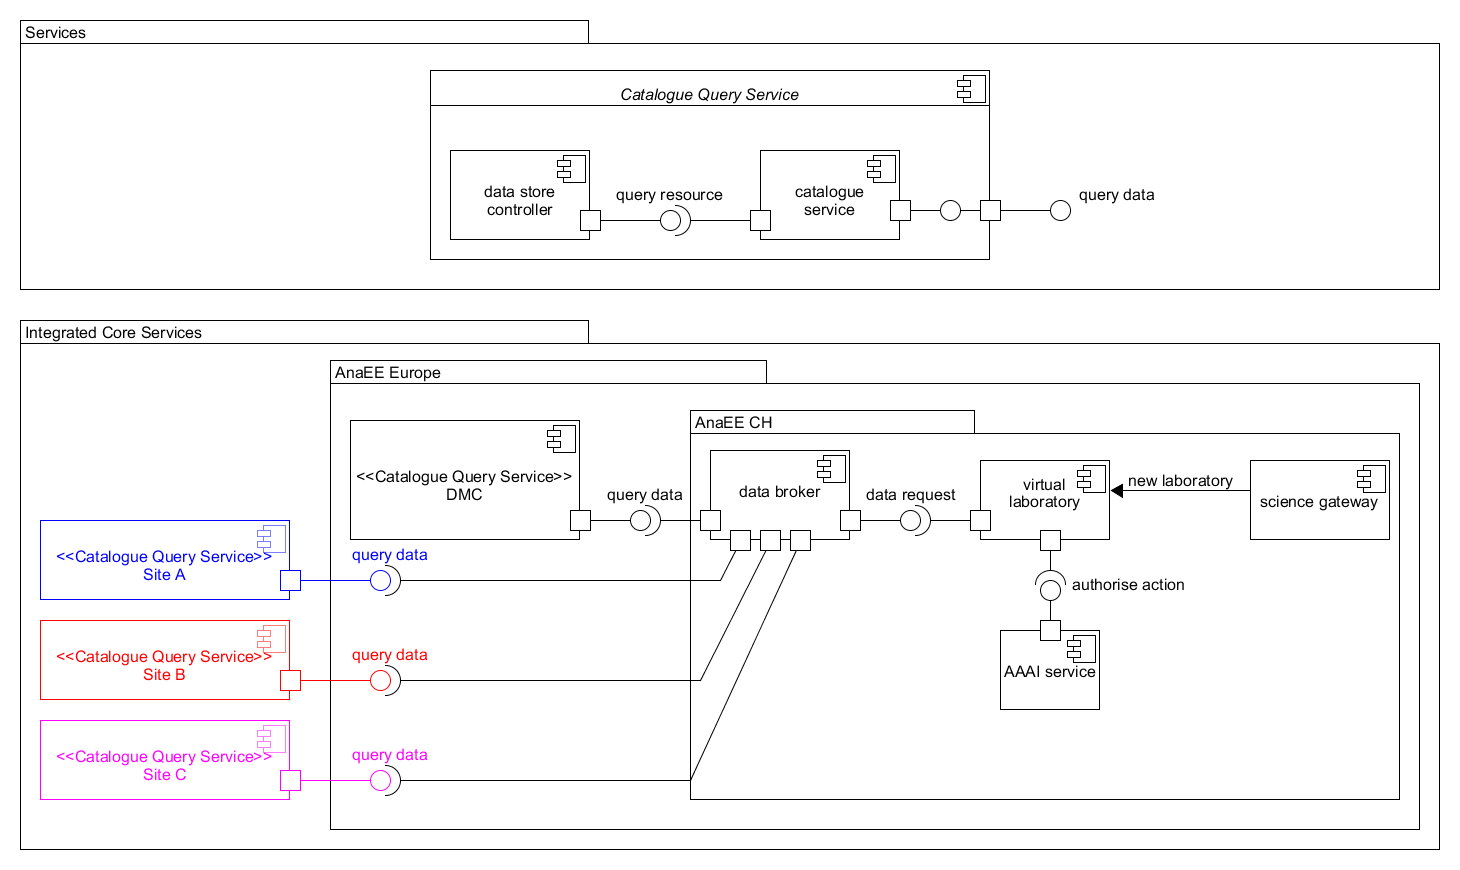 Services
Catalogue Query Service
data store
controller
query resource
catalogue
service
query data
Integrated Core Services
AnaEE Europe
AnaEE CH
<<Catalogue Query Service>>
DMC
query data
data broker
data request
virtual
laboratory
new laboratory
science gateway
<<Catalogue Query Service>>
Site A
query data
authorise action
AAAI service
<<Catalogue Query Service>>
Site B
query data
<<Catalogue Query Service>>
Site C
query data